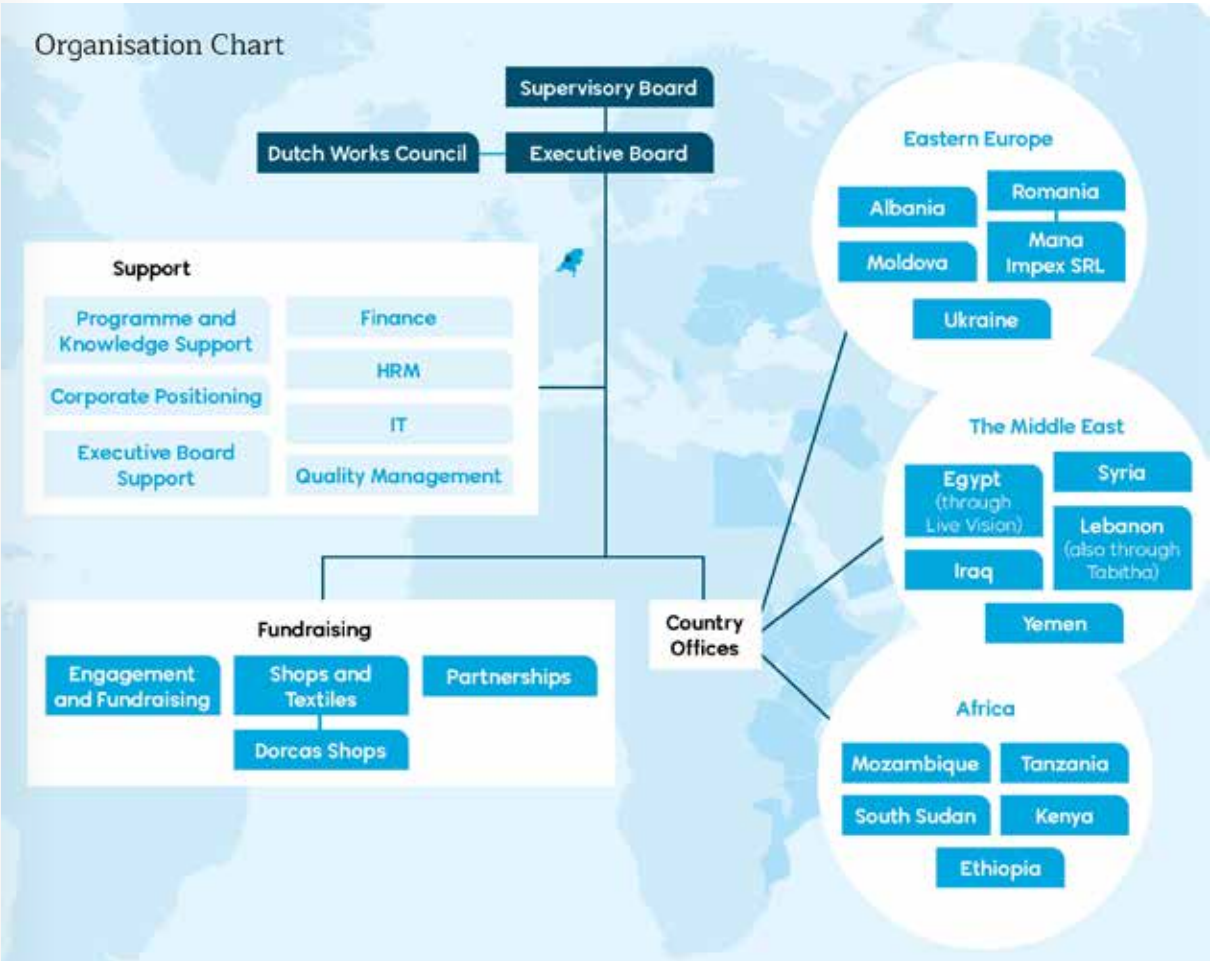 Organisation Chart
Supervisory Board
Dutch Works Council
Executive Board
Support
Programme and
Knowledge Support
Corporate Positioning
Executive Board
Support
Finance
HRM
IT
Quality Management
Fundraising
Engagement
and Fundraising
Shops and
Textiles
Dorcas Shops
Partnerships
Country
Offices
Eastern Europe
Albania
Romania
Moldova
Mana
Impex SRL
Ukraine
The Middle East
Egypt
(through
Live Vision)
Syria
Iraq
Lebanon
(also through
Tabitha)
Yemen
Africa
Mozambique
Tanzania
South Sudan
Kenya
Ethiopia